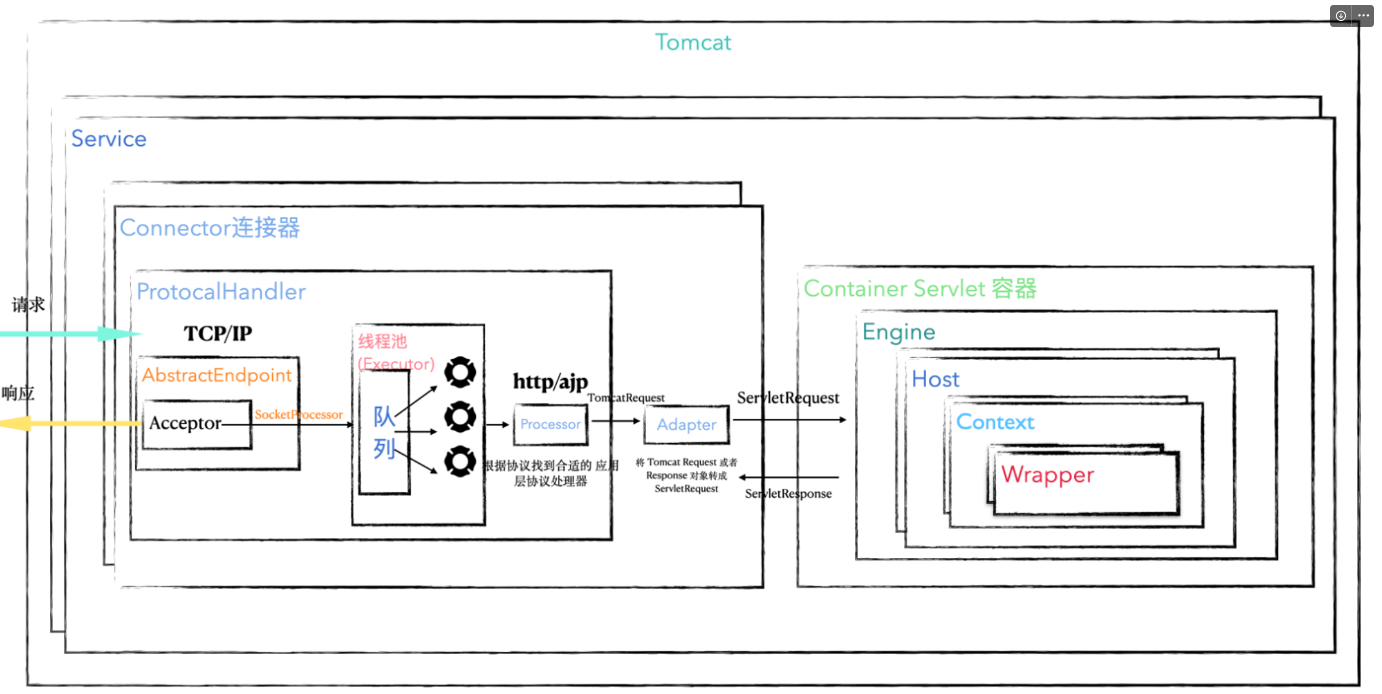 Tomcat
Service
Connector连接器
ProtocalHandler
请求
TCP/IP
响应
AbstractEndpoint
Acceptor
SocketProcessor
线程池
(Executor)
队
列
http/ajp
Processor
根据协议找到合适的 应用
层协议处理器
TomcatRequest
Adapter
将 Tomcat Request 或者
Response 对象转成
ServletRequest
ServletRequest
ServletResponse
Container Servlet 容器
Engine
Host
Context
Wrapper